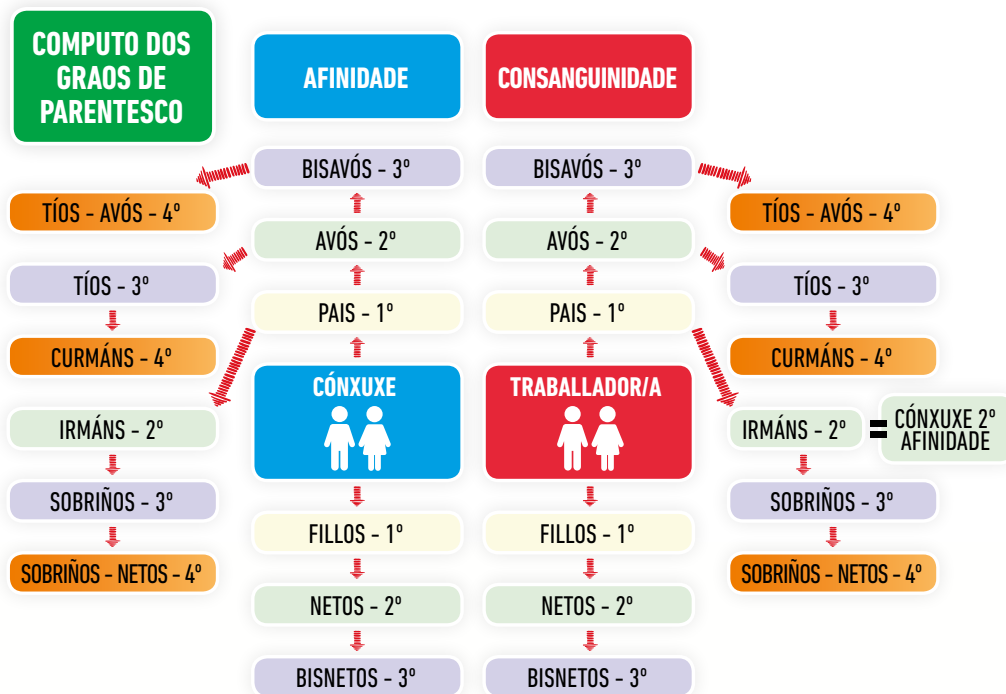 COMPUTO DOS
GRAOS DE
PARENTESCO
AFINIDADE
CONSANGUINIDADE
BISAVÓS - 3º
BISAVÓS - 3º
TÍOS - AVÓS - 4º
TÍOS - AVÓS - 4º
AVÓS - 2º
AVÓS - 2º
TÍOS - 3º
TÍOS - 3º
PAIS - 1º
PAIS - 1º
CURMÁNS - 4º
CURMÁNS - 4º
CÓNXUXE
TRABALLADOR/A
IRMÁNS - 2º
IRMÁNS - 2º
=
CÓNXUXE 2º
AFINIDADE
SOBRIÑOS - 3º
SOBRIÑOS - 3º
FILLOS - 1º
FILLOS - 1º
SOBRIÑOS - NETOS - 4º
SOBRIÑOS - NETOS - 4º
NETOS - 2º
NETOS - 2º
BISNETOS - 3º
BISNETOS - 3º